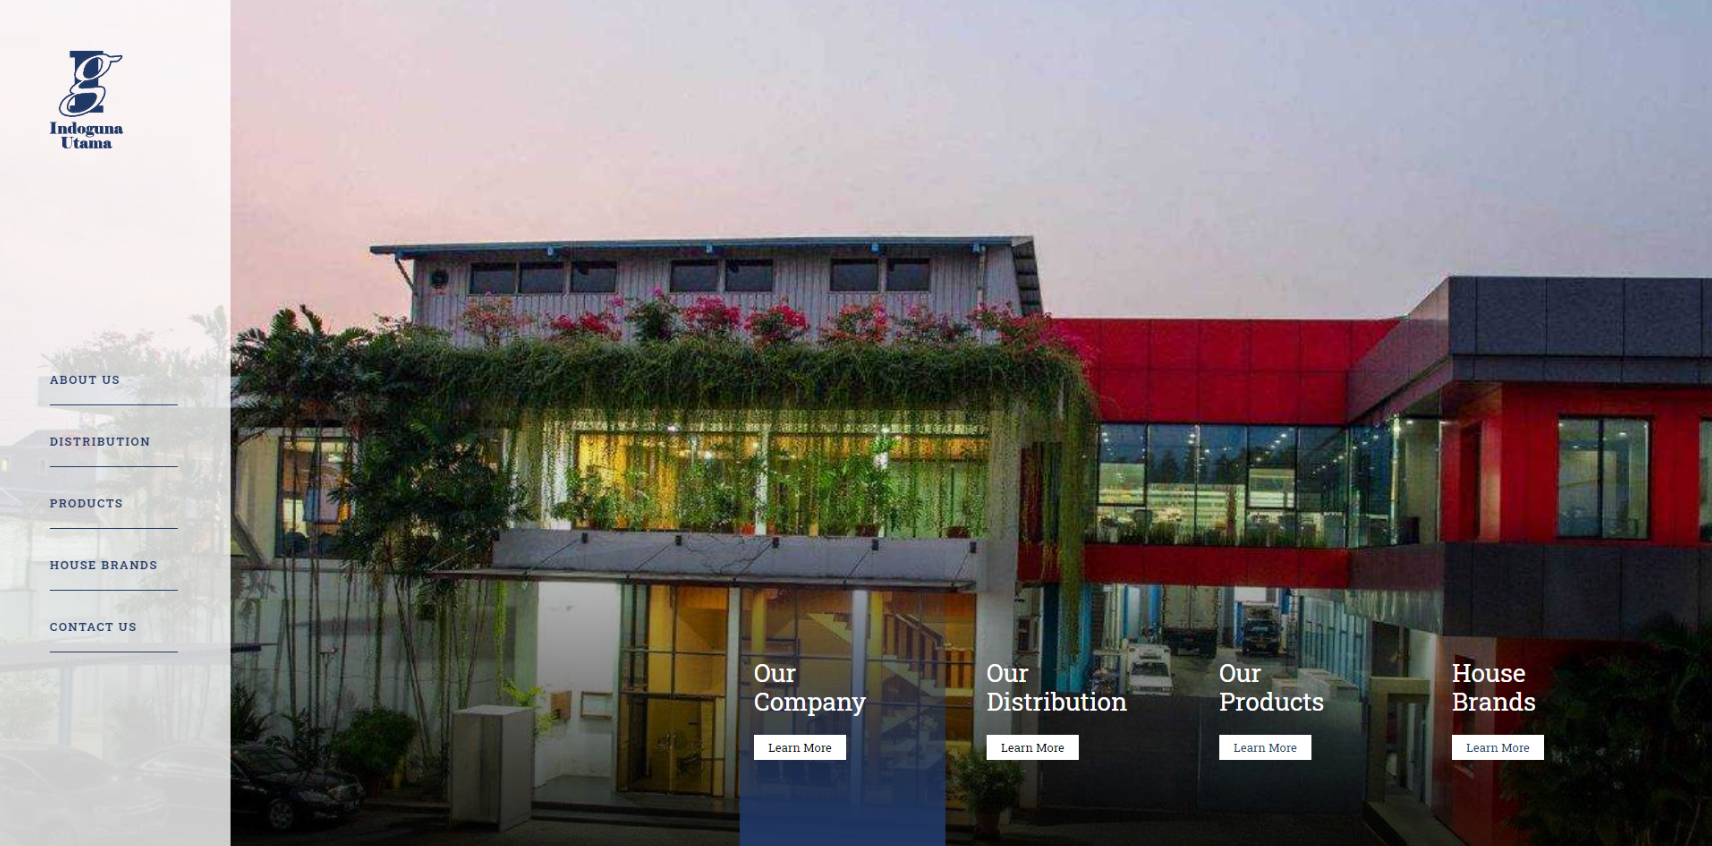 Indoguna
Utama
ABOUT US
DISTRIBUTION
PRODUCTS
HOUSE BRANDS
CONTACT US
Our
Company
Learn More
Our
Distribution
Learn More
Our
Products
Learn More
House
Brands
Learn More